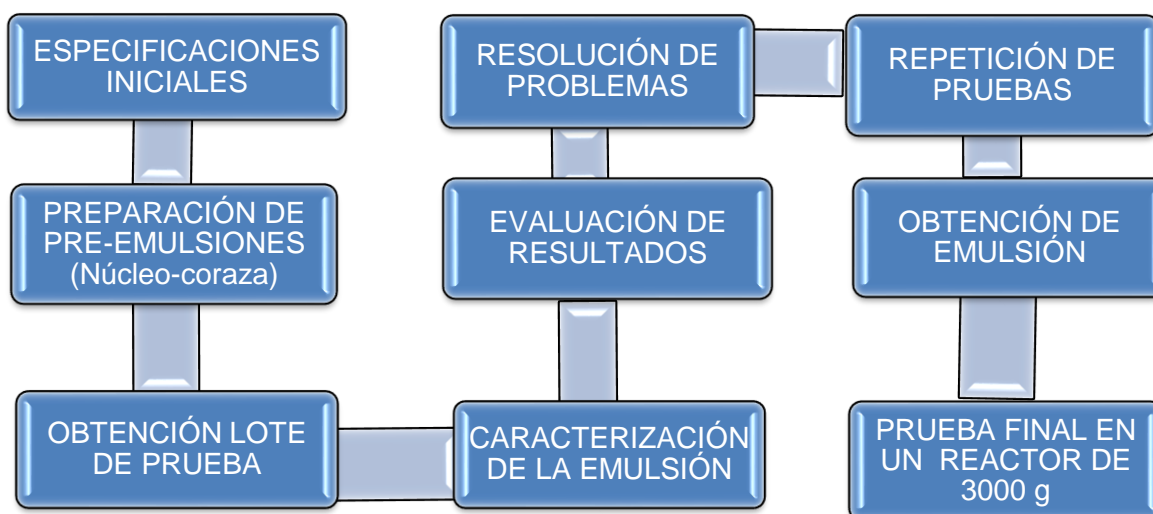 ESPECIFICACIONES
INICIALES
PREPARACIÓN DE
PRE-EMULSIONES
(Núcleo-coraza)
OBTENCIÓN LOTE
DE PRUEBA
CARACTERIZACIÓN
DE LA EMULSIÓN
EVALUACIÓN DE
RESULTADOS
RESOLUCIÓN DE
PROBLEMAS
REPETICIÓN DE
PRUEBAS
OBTENCIÓN DE
EMULSIÓN
PRUEBA FINAL EN
UN REACTOR DE
3000 g